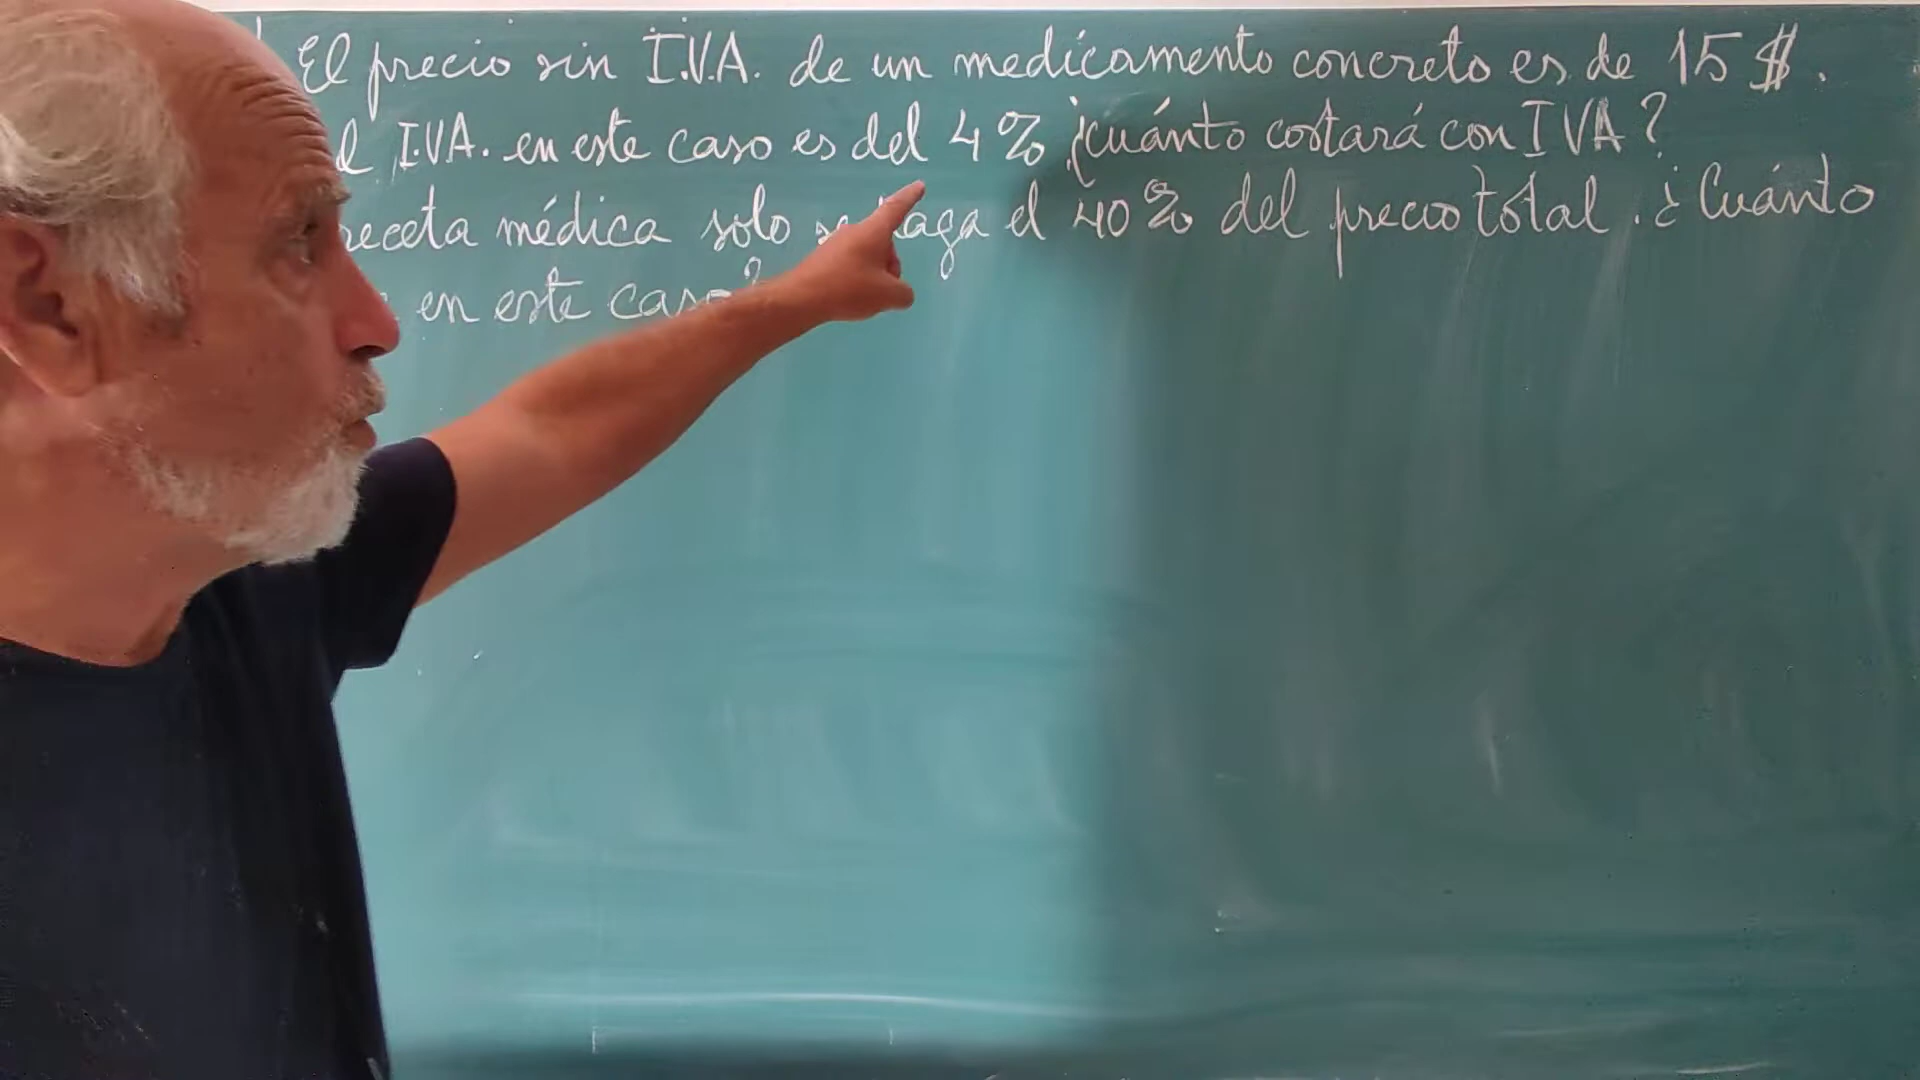 El precio sin I.V.A. de un medicamento concreto es de 15 $.
I.VA. en este caso es del 4% ¿cuánto costará con IVA?
receta médica solo el 40% del precio total. ¿Cuánto
en este caso?